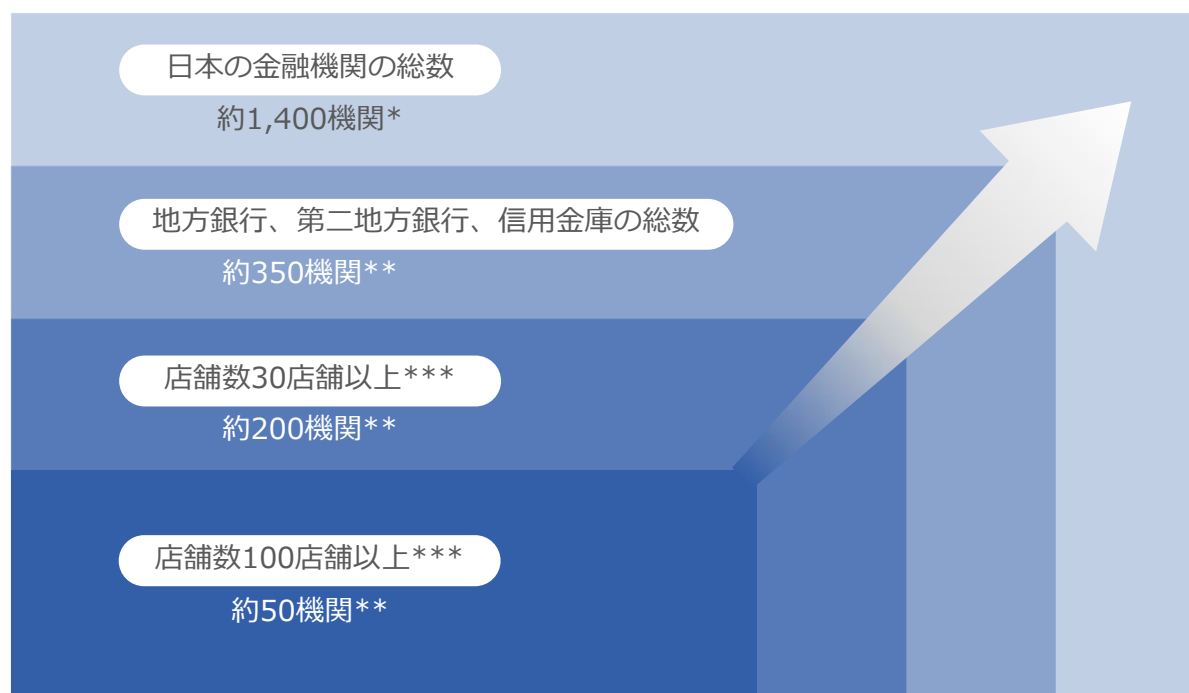 日本の金融機関の総数
約1,400機関*
地方銀行、第二地方銀行、信用金庫の総数
約350機関**
店舗数30店舗以上***
約200機関**
店舗数100店舗以上***
約50機関**